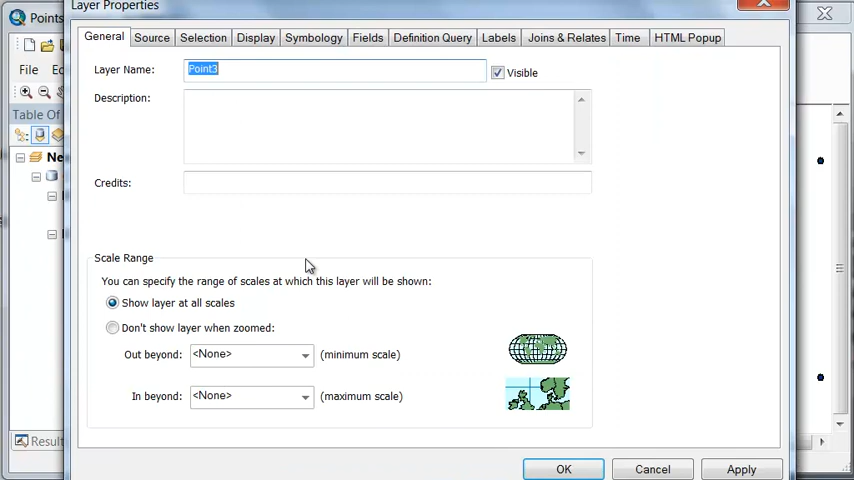 Points
Layer Properties
File Ed
Table Of
Ne
General Source Selection Display Symbology Fields Definition Query Labels Joins & Relates Time HTML Popup
Layer Name: Point3 Visible
Description:
Credits:
Scale Range
You can specify the range of scales at which this layer will be shown:
Show layer at all scales
Don't show layer when zoomed:
Out beyond: <None> (minimum scale)
In beyond: <None> (maximum scale)
Result
OK Cancel Apply